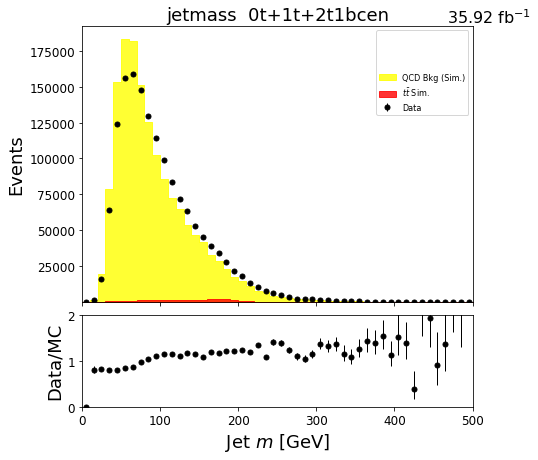 jetmass  0t+1t+2t1bcen
35.92 fb⁻¹
175000
150000
125000
100000
75000
50000
25000
Events
QCD Bkg (Sim.)
tt̄ Sim.
Data
2
1
0
Data/MC
0 100 200 300 400 500
Jet m [GeV]